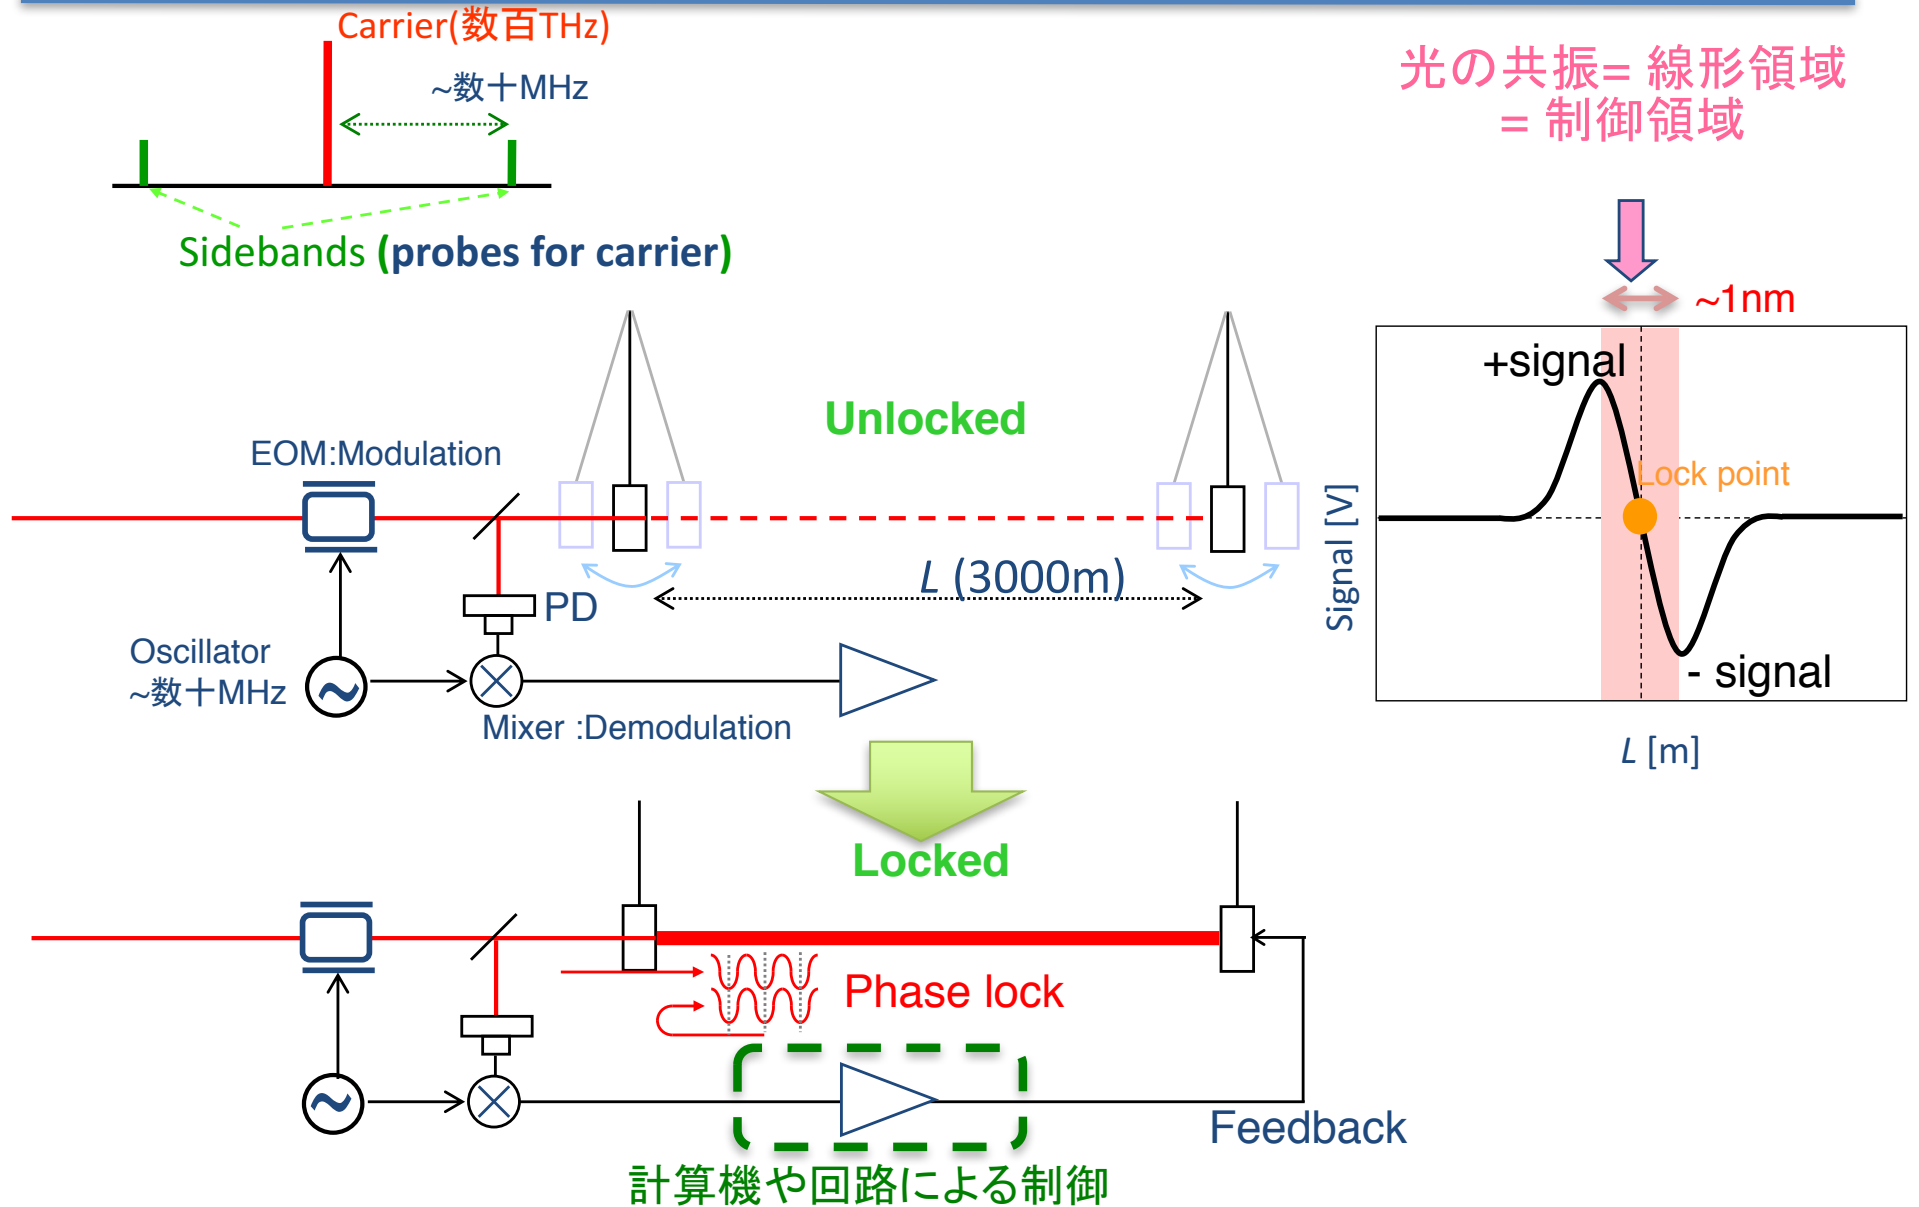 Carrier(数百THz)
~数十MHz
Sidebands (probes for carrier)
光の共振= 線形領域
= 制御領域
~1nm
+signal
Lock point
- signal
Signal [V]
L [m]
Unlocked
EOM:Modulation
L (3000m)
PD
Oscillator
~数十MHz
Mixer :Demodulation
Locked
Phase lock
Feedback
計算機や回路による制御